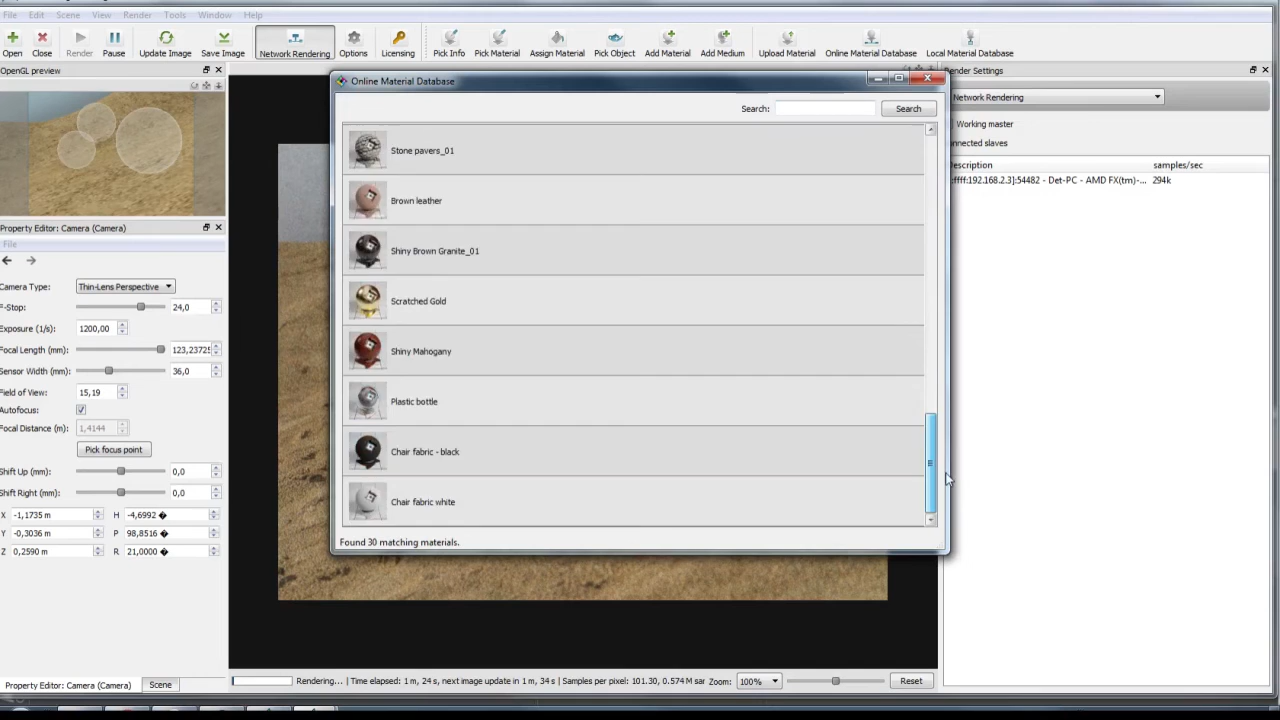 File Edit Scene View Render Tools Window Help
Open Close Render Pause Update Image Save Image Network Rendering Options Licensing Pick Info Pick Material Assign Material Pick Object Add Material Add Medium Upload Material Online Material Database Local Material Database
OpenGL preview
Property Editor: Camera (Camera)
File
Camera Type: Thin-Lens Perspective
F-Stop: 24,0
Exposure (1/s): 1200,00
Focal Length (mm): 123,2372
Sensor Width (mm): 36,0
Field of View: 15,19
Autofocus:
Focal Distance (m): 1,4144
Pick focus point
Shift Up (mm): 0,0
Shift Right (mm): 0,0
X -1,1735 m H -4,6992 �
Y -0,3036 m P 98,8516 �
Z 0,2590 m R 21,0000 �
Property Editor: Camera (Camera) Scene
Online Material Database
Search: Search
Stone pavers_01
Brown leather
Shiny Brown Granite_01
Scratched Gold
Shiny Mahogany
Plastic bottle
Chair fabric - black
Chair fabric white
Found 30 matching materials.
Rendering... | Time elapsed: 1 m, 24 s, next image update in 1 m, 34 s | Samples per pixel: 101.30, 0.574 M sar Zoom: 100% Reset
Render Settings
Network Rendering
Working master
onnected slaves
escription samples/sec
:ffff:192.168.2.3]:54482 - Det-PC - AMD FX(tm)-... 294k